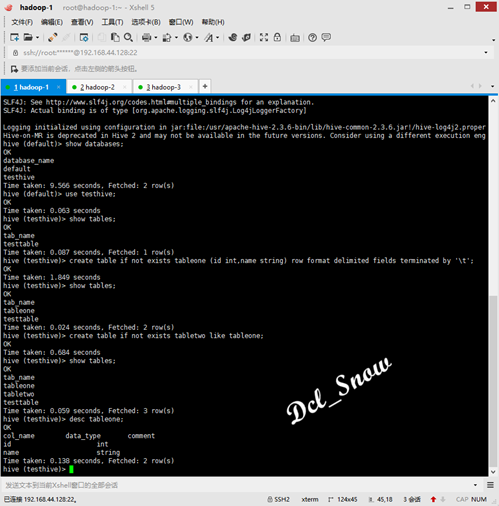 hadoop-1 root@hadoop-1:~ - Xshell 5
文件(F) 编辑(E) 查看(V) 工具(T) 选项卡(B) 窗口(W) 帮助(H)
ssh://root:******@192.168.44.128:22
要添加当前会话，点击左侧的箭头按钮。
1 hadoop-1 × 2 hadoop-2 × 3 hadoop-3 × +
SLF4J: See http://www.slf4j.org/codes.html#multiple_bindings for an explanation.
SLF4J: Actual binding is of type [org.apache.logging.slf4j.Log4jLoggerFactory]
Logging initialized using configuration in jar:file:/usr/apache-hive-2.3.6-bin/lib/hive-common-2.3.6.jar!/hive-log4j2.proper
Hive-on-MR is deprecated in Hive 2 and may not be available in the future versions. Consider using a different execution eng
hive (default)> show databases;
OK
database_name
default
testhive
Time taken: 9.566 seconds, Fetched: 2 row(s)
hive (default)> use testhive;
OK
Time taken: 0.063 seconds
hive (testhive)> show tables;
OK
tab_name
testtable
Time taken: 0.087 seconds, Fetched: 1 row(s)
hive (testhive)> create table if not exists tableone (id int,name string) row format delimited fields terminated by '\t';
OK
Time taken: 1.849 seconds
hive (testhive)> show tables;
OK
tab_name
tableone
testtable
Time taken: 0.024 seconds, Fetched: 2 row(s)
hive (testhive)> create table if not exists tabletwo like tableone;
OK
Time taken: 0.684 seconds
hive (testhive)> show tables;
OK
tab_name
tableone
tabletwo
testtable
Time taken: 0.059 seconds, Fetched: 3 row(s)
hive (testhive)> desc tableone;
OK
col_name data_type comment
id int
name string
Time taken: 0.138 seconds, Fetched: 2 row(s)
hive (testhive)>
Dcl_Snow
发送文本到当前Xshell窗口的全部会话
已连接 192.168.44.128:22。 SSH2 xterm 124x45 45,18 3 会话 CAP NUM